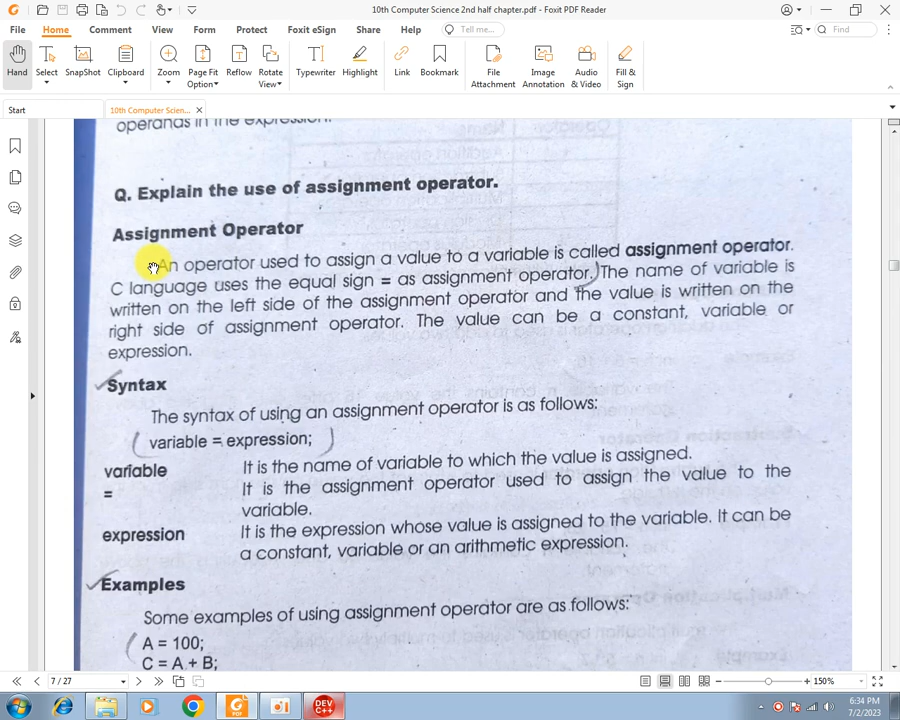 10th Computer Science 2nd half chapter.pdf - Foxit PDF Reader
File Home Comment View Form Protect Foxit eSign Share Help Tell me... Find
Hand Select SnapShot Clipboard Zoom Page Fit Option Reflow Rotate View Typewriter Highlight Link Bookmark File Attachment Image Annotation Audio & Video Fill & Sign
Start 10th Computer Scien...
operands in the expression.
Q. Explain the use of assignment operator.
Assignment Operator
An operator used to assign a value to a variable is called assignment operator.
C language uses the equal sign = as assignment operator. The name of variable is
written on the left side of the assignment operator and the value is written on the
right side of assignment operator. The value can be a constant, variable or
expression.
Syntax
The syntax of using an assignment operator is as follows:
variable = expression;
variable It is the name of variable to which the value is assigned.
= It is the assignment operator used to assign the value to the
variable.
expression It is the expression whose value is assigned to the variable. It can be
a constant, variable or an arithmetic expression.
Examples
Some examples of using assignment operator are as follows:
A = 100;
C = A + B;
7 / 27 150%
DEV C++ 6:34 PM
7/2/2023